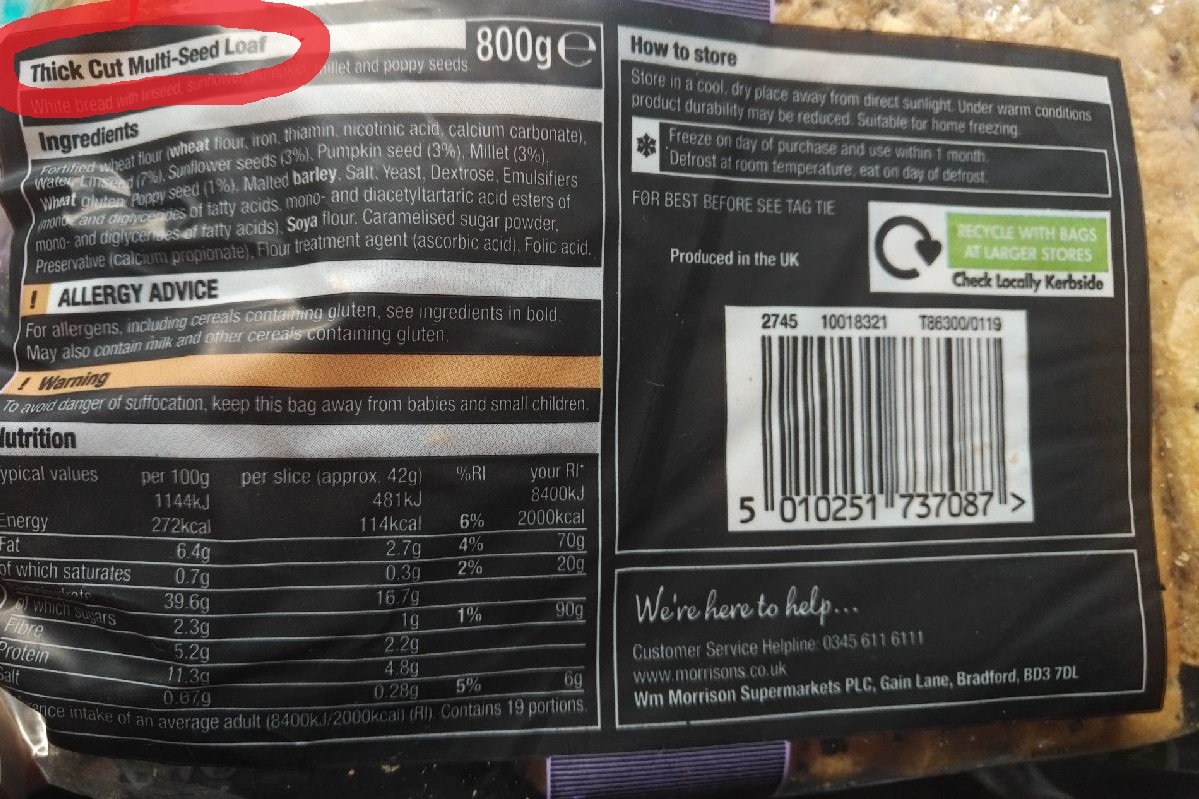 Thick Cut Multi-Seed Loaf
800g ℮
White bread with linseed, sunflower, pumpkin, millet and poppy seeds.
Ingredients
Fortified wheat flour (wheat flour, iron, thiamin, nicotinic acid, calcium carbonate),
Water, Linseed (7%), Sunflower seeds (3%), Pumpkin seed (3%), Millet (3%),
Wheat gluten, Poppy seed (1%), Malted barley, Salt, Yeast, Dextrose, Emulsifiers
(mono- and diglycerides of fatty acids, mono- and diacetyltartaric acid esters of
mono- and diglycerides of fatty acids), Soya flour, Caramelised sugar powder,
Preservative (calcium propionate), Flour treatment agent (ascorbic acid), Folic acid.
! ALLERGY ADVICE
For allergens, including cereals containing gluten, see ingredients in bold.
May also contain milk and other cereals containing gluten.
! Warning
To avoid danger of suffocation, keep this bag away from babies and small children.
Nutrition
ypical values per 100g per slice (approx. 42g) %RI your RI*
1144kJ 481kJ 8400kJ
Energy 272kcal 114kcal 6% 2000kcal
Fat 6.4g 2.7g 4% 70g
of which saturates 0.7g 0.3g 2% 20g
39.6g 16.7g
of which sugars 2.3g 1g 1% 90g
Fibre 5.2g 2.2g
Protein 11.3g 4.8g
Salt 0.67g 0.28g 5% 6g
intake of an average adult (8400kJ/2000kcal) (RI) Contains 19 portions.
How to store
Store in a cool, dry place away from direct sunlight. Under warm conditions
product durability may be reduced. Suitable for home freezing.
Freeze on day of purchase and use within 1 month.
Defrost at room temperature, eat on day of defrost.
FOR BEST BEFORE SEE TAG TIE
Produced in the UK
RECYCLE WITH BAGS
AT LARGER STORES
Check Locally Kerbside
2745 10018321 T86300/0119
5 010251 737087 >
We're here to help...
Customer Service Helpline: 0345 611 6111
www.morrisons.co.uk
Wm Morrison Supermarkets PLC, Gain Lane, Bradford, BD3 7DL